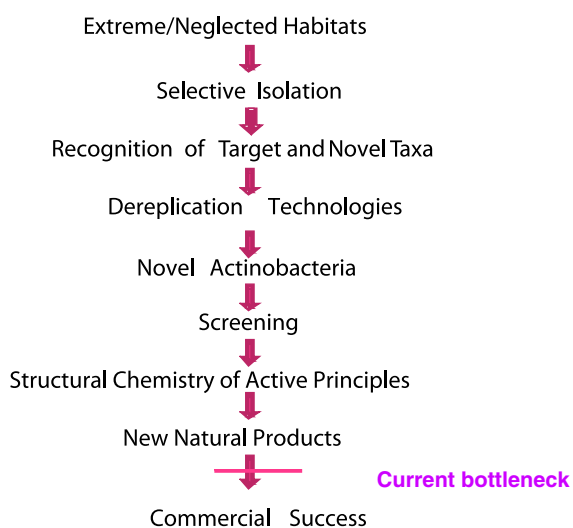 Extreme/Neglected Habitats
Selective Isolation
Recognition of Target and Novel Taxa
Dereplication Technologies
Novel Actinobacteria
Screening
Structural Chemistry of Active Principles
New Natural Products
Current bottleneck
Commercial Success